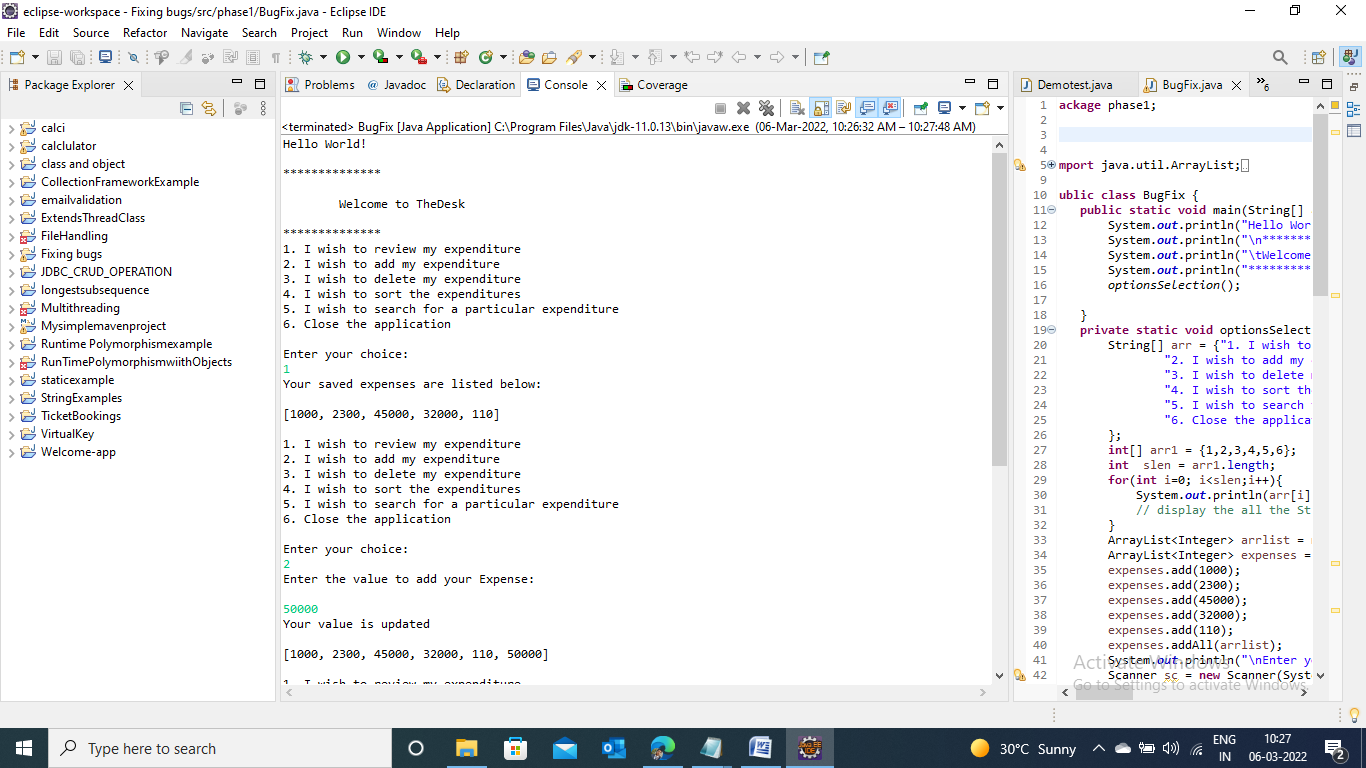 eclipse-workspace - Fixing bugs/src/phase1/BugFix.java - Eclipse IDE
File Edit Source Refactor Navigate Search Project Run Window Help
Package Explorer
calci
calclulator
class and object
CollectionFrameworkExample
emailvalidation
ExtendsThreadClass
FileHandling
Fixing bugs
JDBC_CRUD_OPERATION
longestsubsequence
Multithreading
Mysimplemavenproject
Runtime Polymorphismexample
RunTimePolymorphismwiithObjects
staticexample
StringExamples
TicketBookings
VirtualKey
Welcome-app
Problems @ Javadoc Declaration Console Coverage
<terminated> BugFix [Java Application] C:\Program Files\Java\jdk-11.0.13\bin\javaw.exe (06-Mar-2022, 10:26:32 AM – 10:27:48 AM)
Hello World!
**************
Welcome to TheDesk
**************
1. I wish to review my expenditure
2. I wish to add my expenditure
3. I wish to delete my expenditure
4. I wish to sort the expenditures
5. I wish to search for a particular expenditure
6. Close the application
Enter your choice:
1
Your saved expenses are listed below:
[1000, 2300, 45000, 32000, 110]
1. I wish to review my expenditure
2. I wish to add my expenditure
3. I wish to delete my expenditure
4. I wish to sort the expenditures
5. I wish to search for a particular expenditure
6. Close the application
Enter your choice:
2
Enter the value to add your Expense:
50000
Your value is updated
[1000, 2300, 45000, 32000, 110, 50000]
1. I wish to review my expenditure
Demotest.java BugFix.java »6
1 ackage phase1;
2
3
4
5 mport java.util.ArrayList;
9
10 ublic class BugFix {
11 public static void main(String[]
12 System.out.println("Hello Wor
13 System.out.println("\n*******
14 System.out.println("\tWelcome
15 System.out.println("*********
16 optionsSelection();
17
18 }
19 private static void optionsSelect
20 String[] arr = {"1. I wish to
21 "2. I wish to add my
22 "3. I wish to delete
23 "4. I wish to sort th
24 "5. I wish to search
25 "6. Close the applica
26 };
27 int[] arr1 = {1,2,3,4,5,6};
28 int slen = arr1.length;
29 for(int i=0; i<slen;i++){
30 System.out.println(arr[i]
31 // display the all the St
32 }
33 ArrayList<Integer> arrlist =
34 ArrayList<Integer> expenses =
35 expenses.add(1000);
36 expenses.add(2300);
37 expenses.add(45000);
38 expenses.add(32000);
39 expenses.add(110);
40 expenses.addAll(arrlist);
41 System.out.println("\nEnter y
42 Scanner sc = new Scanner(Syst
Activate Windows
Go to Settings to activate Windows.
Type here to search
30°C Sunny
ENG
IN
10:27
06-03-2022
2